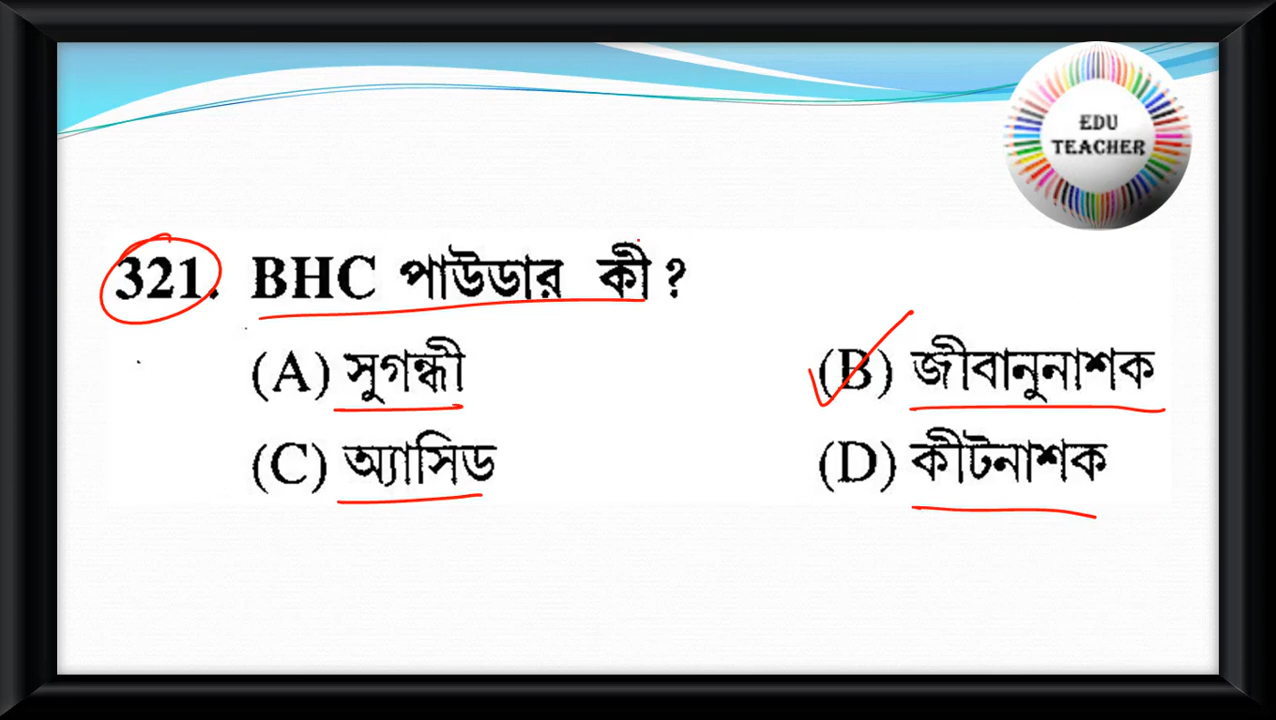 EDU
TEACHER
321. BHC পাউডার কী ?
(A) সুগন্ধী (B) জীবানুনাশক
(C) অ্যাসিড (D) কীটনাশক